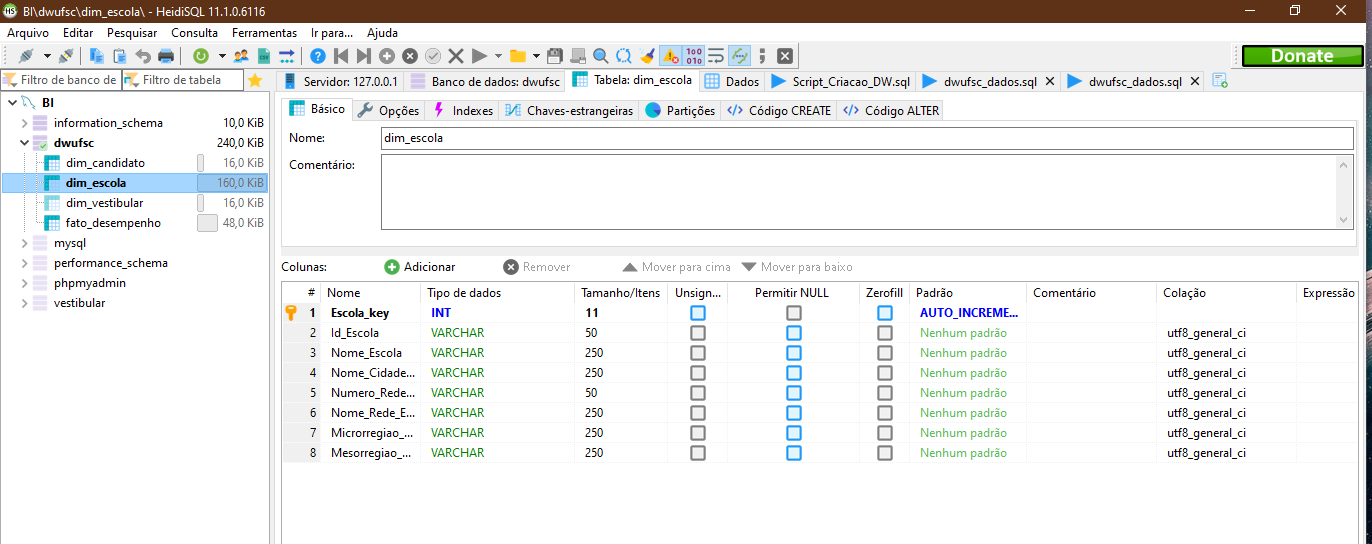 BI\dwufsc\dim_escola\ - HeidiSQL 11.1.0.6116
Arquivo Editar Pesquisar Consulta Ferramentas Ir para... Ajuda
Donate
Filtro de banco de Filtro de tabela
Servidor: 127.0.0.1 Banco de dados: dwufsc Tabela: dim_escola Dados Script_Criacao_DW.sql dwufsc_dados.sql dwufsc_dados.sql
BI
information_schema 10,0 KiB
dwufsc 240,0 KiB
dim_candidato 16,0 KiB
dim_escola 160,0 KiB
dim_vestibular 16,0 KiB
fato_desempenho 48,0 KiB
mysql
performance_schema
phpmyadmin
vestibular
Básico Opções Indexes Chaves-estrangeiras Partições Código CREATE Código ALTER
Nome: dim_escola
Comentário:
Colunas: Adicionar Remover Mover para cima Mover para baixo
# Nome Tipo de dados Tamanho/Itens Unsign... Permitir NULL Zerofill Padrão Comentário Colação Expressão
1 Escola_key INT 11 AUTO_INCREME...
2 Id_Escola VARCHAR 50 Nenhum padrão utf8_general_ci
3 Nome_Escola VARCHAR 250 Nenhum padrão utf8_general_ci
4 Nome_Cidade... VARCHAR 250 Nenhum padrão utf8_general_ci
5 Numero_Rede... VARCHAR 50 Nenhum padrão utf8_general_ci
6 Nome_Rede_E... VARCHAR 250 Nenhum padrão utf8_general_ci
7 Microrregiao_... VARCHAR 250 Nenhum padrão utf8_general_ci
8 Mesorregiao_... VARCHAR 250 Nenhum padrão utf8_general_ci